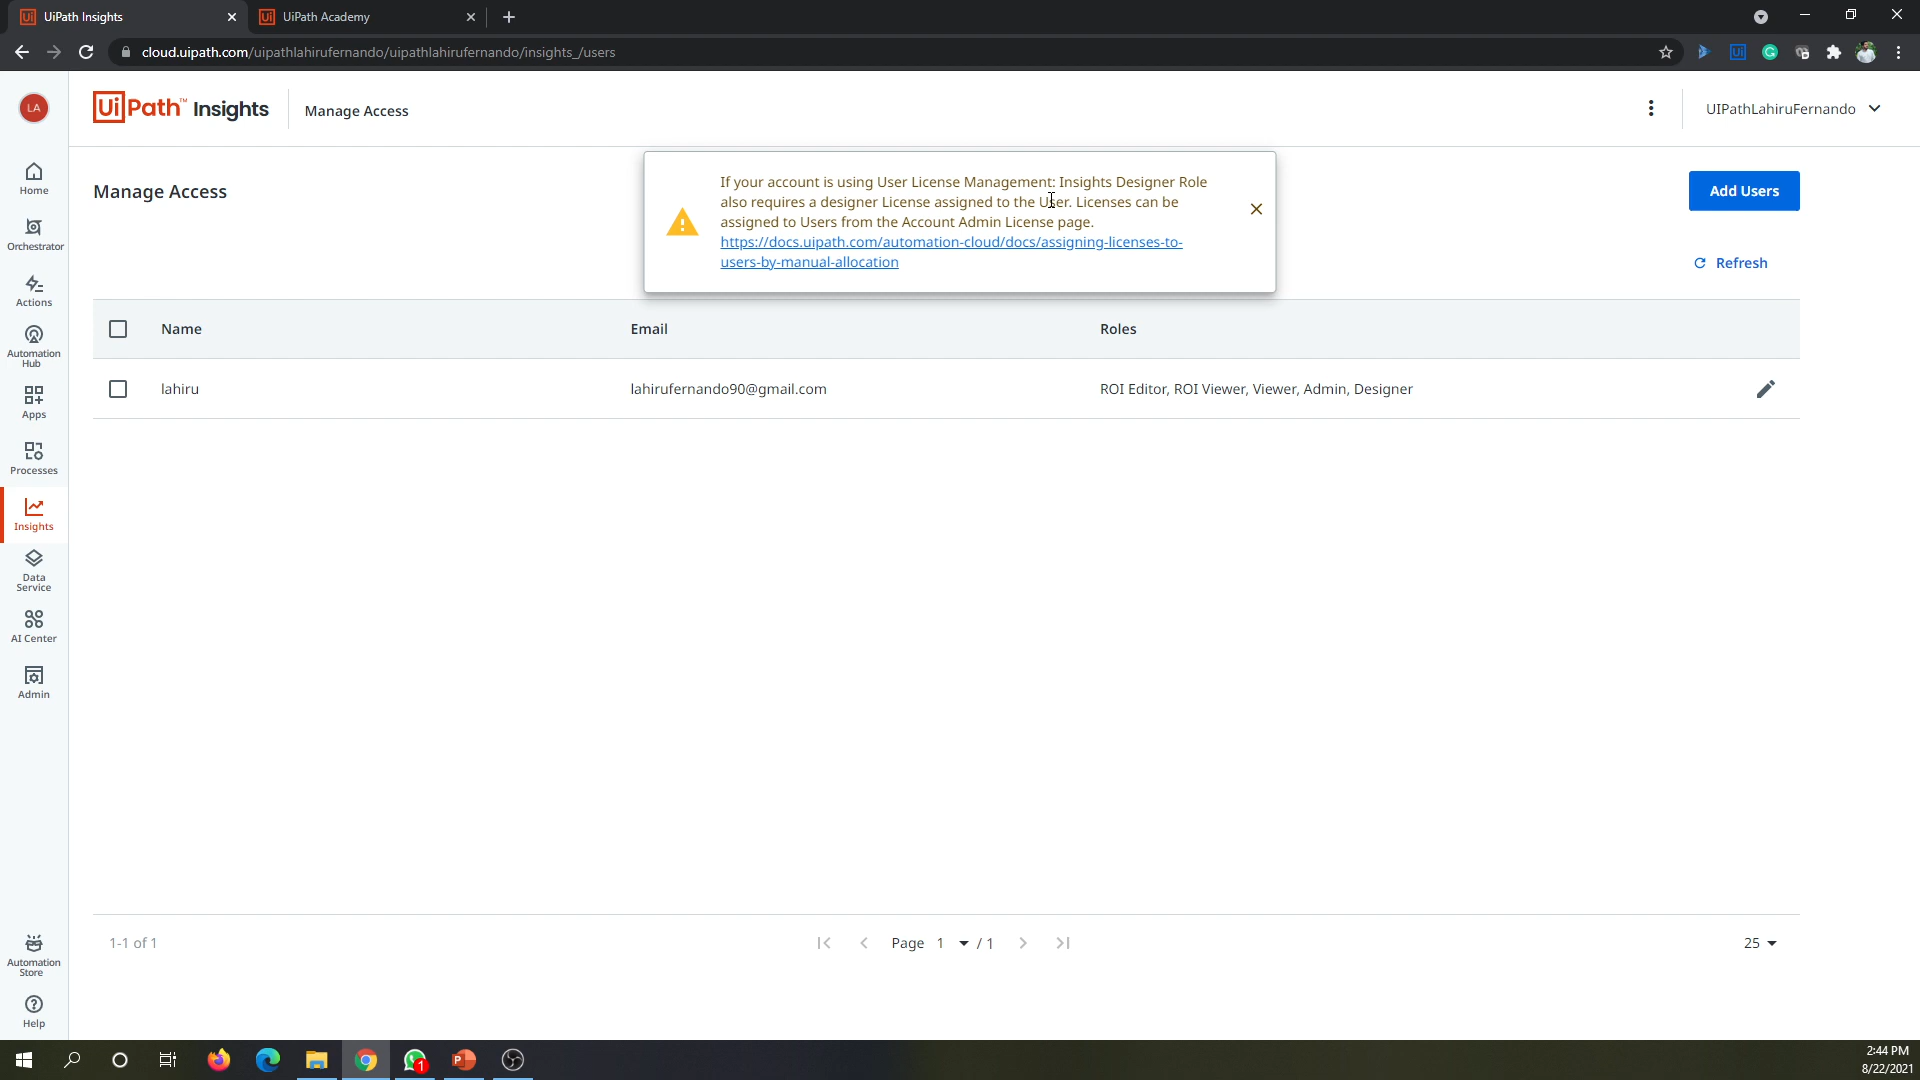 UiPath Insights
UiPath Academy
cloud.uipath.com/uipathlahirufernando/uipathlahirufernando/insights_/users
LA
UiPath™ Insights
Manage Access
UIPathLahiruFernando
Home
Orchestrator
Actions
Automation
Hub
Apps
Processes
Insights
Data
Service
AI Center
Admin
Automation
Store
Help
Manage Access
If your account is using User License Management: Insights Designer Role
also requires a designer License assigned to the User. Licenses can be
assigned to Users from the Account Admin License page.
https://docs.uipath.com/automation-cloud/docs/assigning-licenses-to-
users-by-manual-allocation
Add Users
Refresh
Name Email Roles
lahiru lahirufernando90@gmail.com ROI Editor, ROI Viewer, Viewer, Admin, Designer
1-1 of 1
Page 1 / 1
25
1
2:44 PM
8/22/2021